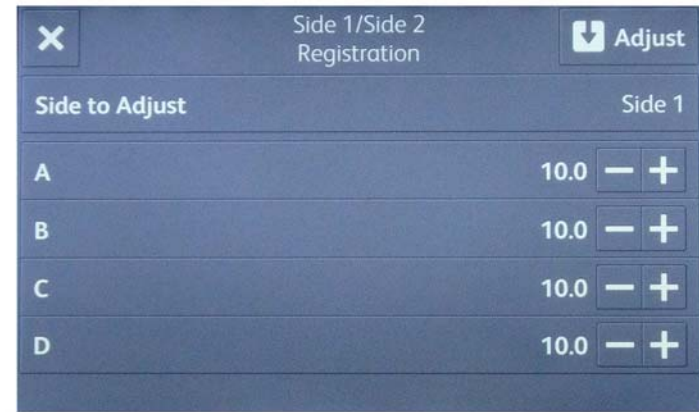 Side 1/Side 2
Registration
Adjust
Side to Adjust Side 1
A 10.0 − +
B 10.0 − +
C 10.0 − +
D 10.0 − +